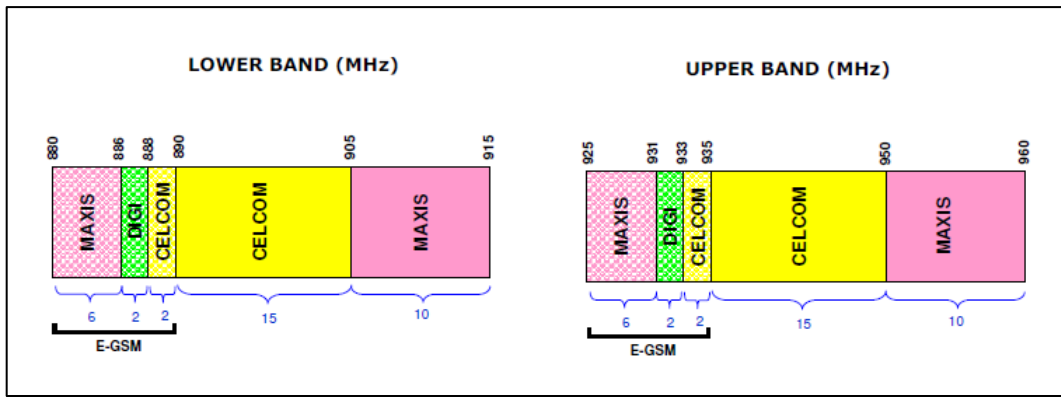 LOWER BAND (MHz)
880 886 888 890 905 915
MAXIS DIGI CELCOM CELCOM MAXIS
6 2 2 15 10
E-GSM
UPPER BAND (MHz)
925 931 933 935 950 960
MAXIS DIGI CELCOM CELCOM MAXIS
6 2 2 15 10
E-GSM